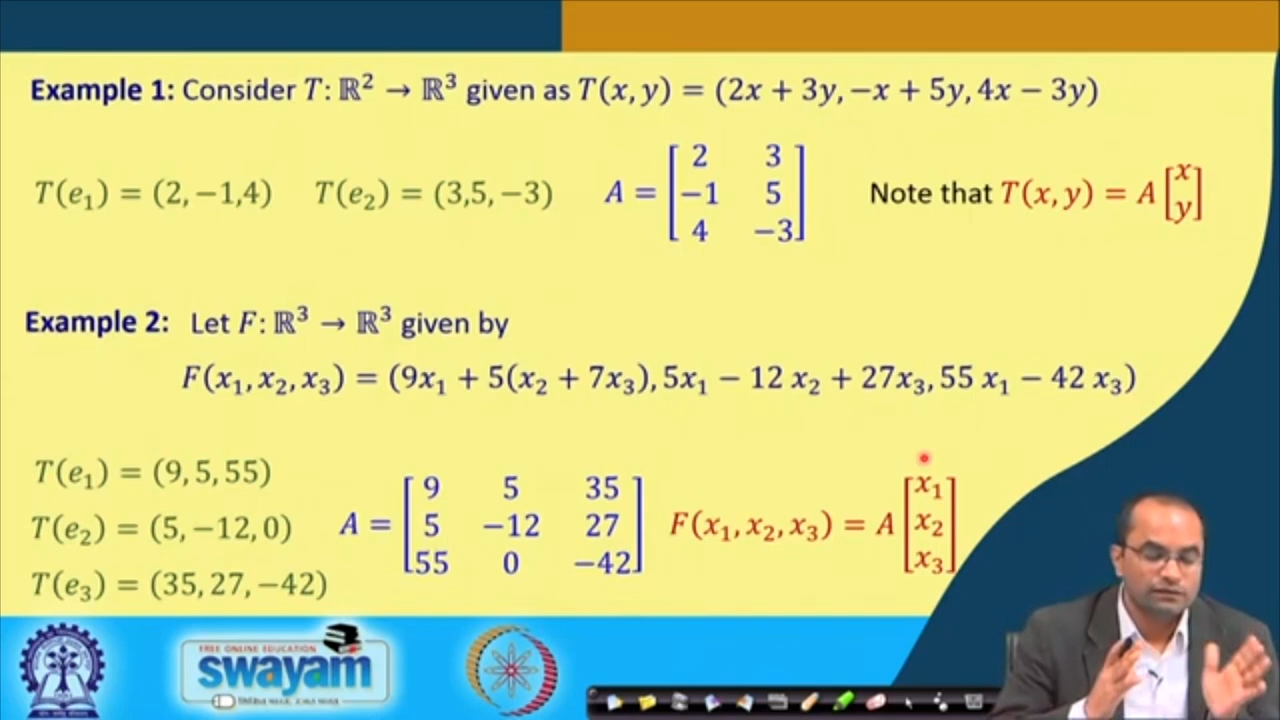 Example 1: Consider T: ℝ² → ℝ³ given as T(x, y) = (2x + 3y, −x + 5y, 4x − 3y)
T(e₁) = (2, −1,4) T(e₂) = (3,5, −3) A = [2 3; −1 5; 4 −3] Note that T(x, y) = A [x; y]
Example 2: Let F: ℝ³ → ℝ³ given by
F(x₁, x₂, x₃) = (9x₁ + 5(x₂ + 7x₃), 5x₁ − 12 x₂ + 27x₃, 55 x₁ − 42 x₃)
T(e₁) = (9, 5, 55)
T(e₂) = (5, −12, 0) A = [9 5 35; 5 −12 27; 55 0 −42] F(x₁, x₂, x₃) = A [x₁; x₂; x₃]
T(e₃) = (35, 27, −42)
FREE ONLINE EDUCATION
swayam